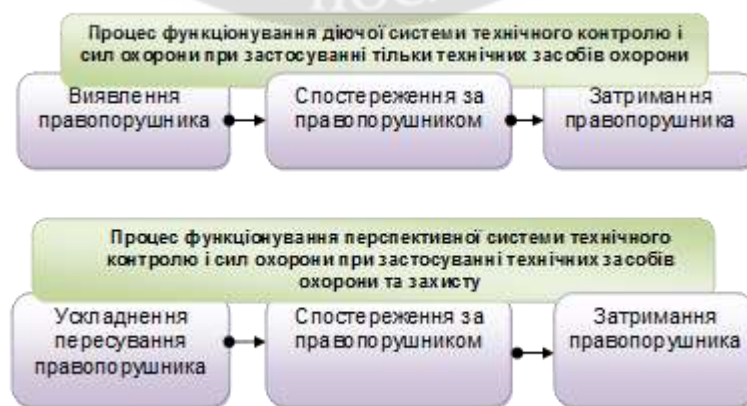 Процес функціонування діючої системи технічного контролю і
сил охорони при застосуванні тільки технічних засобів охорони
Виявлення
правопорушника
Спостереження за
правопорушником
Затримання
правопорушника
Процес функціонування перспективної системи технічного
контролю і сил охорони при застосуванні технічних засобів
охорони та захисту
Ускладнення
пересування
правопорушника
Спостереження за
правопорушником
Затримання
правопорушника